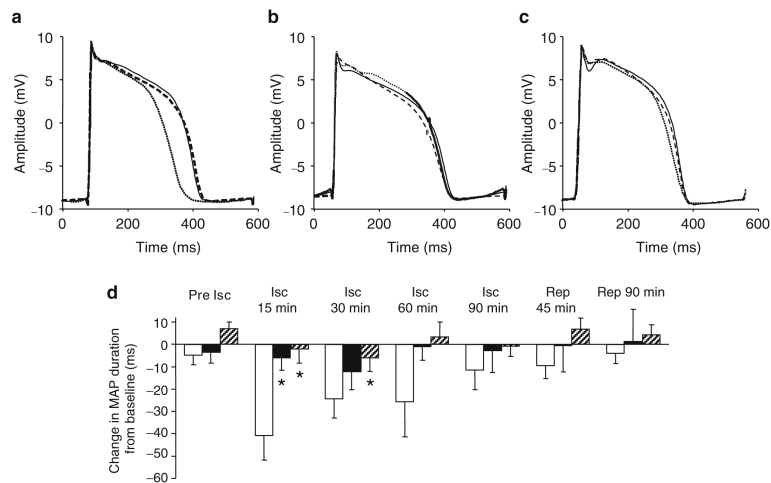 a
b
c
10
5
0
−5
−10
Amplitude (mV)
0
200
400
600
Time (ms)
10
5
0
−5
−10
Amplitude (mV)
0
200
400
600
Time (ms)
10
5
0
−5
−10
Amplitude (mV)
0
200
400
600
Time (ms)
d
Pre Isc
Isc
15 min
Isc
30 min
Isc
60 min
Isc
90 min
Rep
45 min
Rep 90 min
Change in MAP duration
from baseline (ms)
10
0
−10
−20
−30
−40
−50
−60
*
*
*